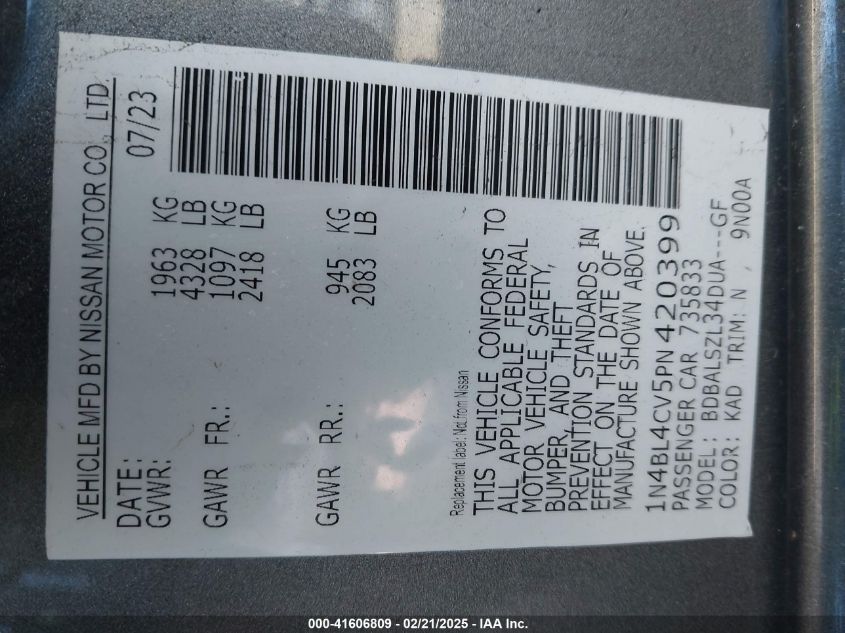 VEHICLE MFD BY NISSAN MOTOR CO., LTD.
DATE: 07/23
GVWR: 1963 KG
4328 LB
GAWR FR.: 1097 KG
2418 LB
GAWR RR.: 945 KG
2083 LB
Replacement label: Not from Nissan
THIS VEHICLE CONFORMS TO
ALL APPLICABLE FEDERAL
MOTOR VEHICLE SAFETY,
BUMPER, AND THEFT
PREVENTION STANDARDS IN
EFFECT ON THE DATE OF
MANUFACTURE SHOWN ABOVE.
1N4BL4CV5PN420399
PASSENGER CAR 735833
MODEL: BDBALSZL34DUA---GF
COLOR: KAD TRIM: N , 9N00A
000-41606809 - 02/21/2025 - IAA Inc.